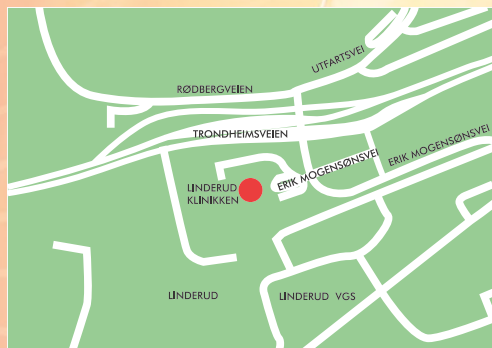 UTFARTSVEI
RØDBERGVEIEN
TRONDHEIMSVEIEN
ERIK MOGENSØNSVEI
ERIK MOGENSØNSVEI
LINDERUD
KLINIKKEN
LINDERUD
LINDERUD VGS